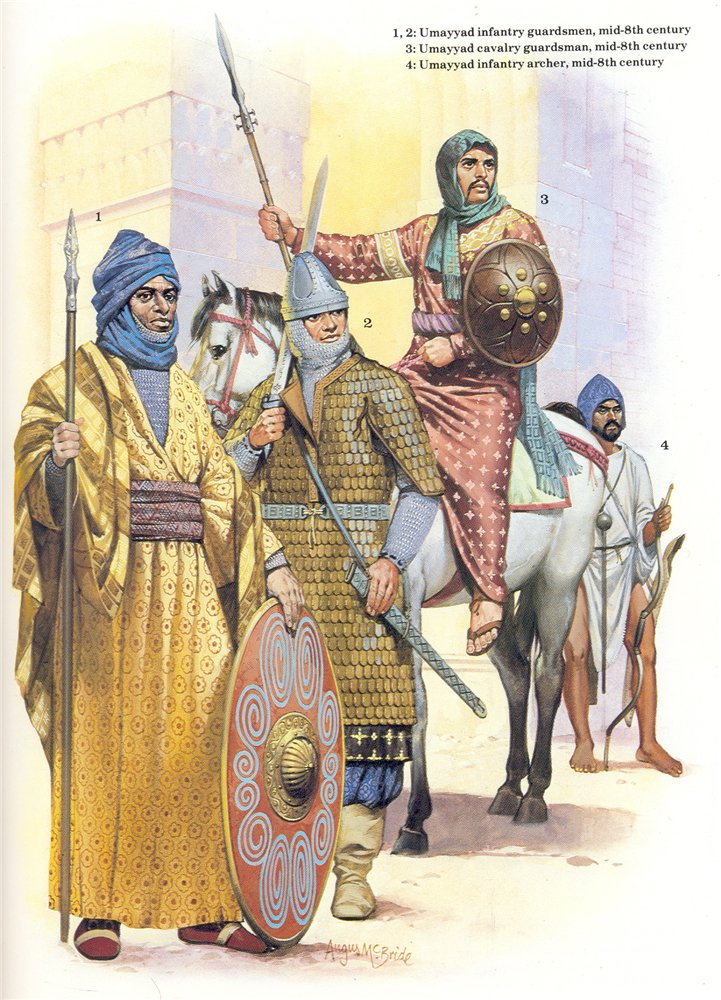 1, 2: Umayyad infantry guardsmen, mid-8th century
3: Umayyad cavalry guardsman, mid-8th century
4: Umayyad infantry archer, mid-8th century
1
2
3
4
Angus McBride